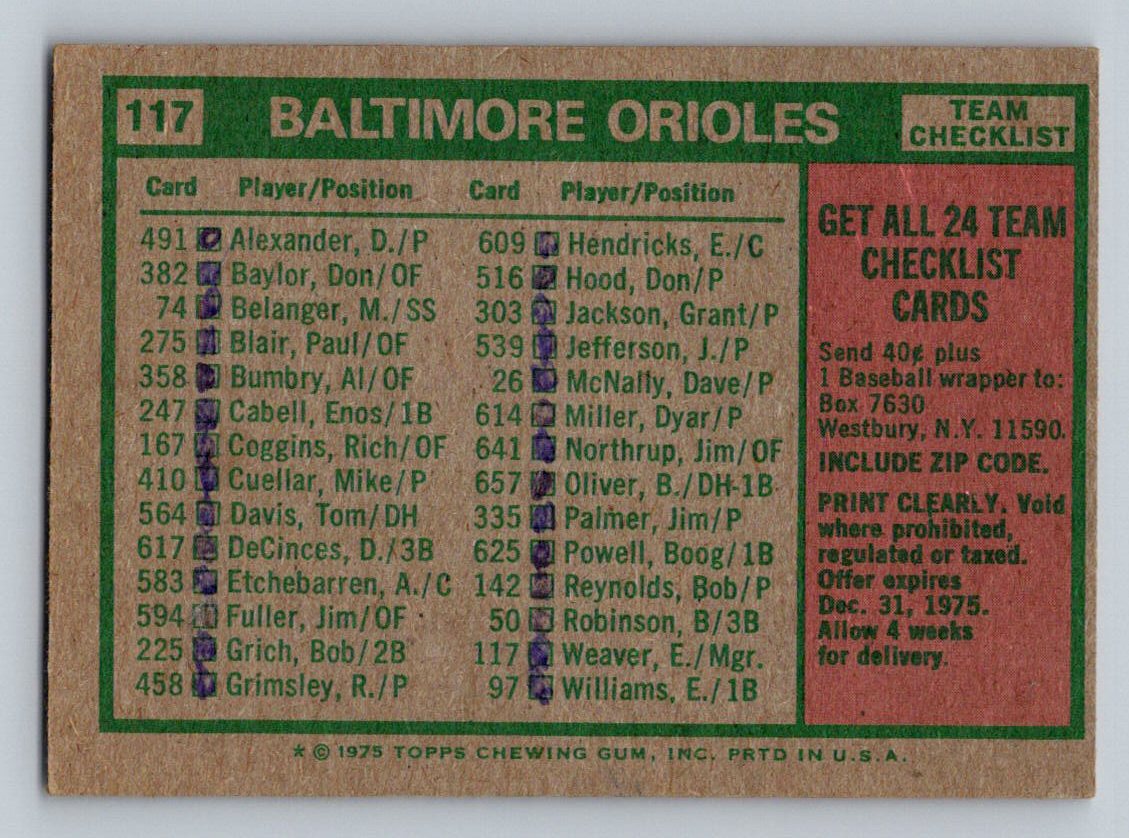 117 BALTIMORE ORIOLES TEAM CHECKLIST
Card Player/Position
491 Alexander, D./P
382 Baylor, Don/OF
74 Belanger, M./SS
275 Blair, Paul/OF
358 Bumbry, Al/OF
247 Cabell, Enos/1B
167 Coggins, Rich/OF
410 Cuellar, Mike/P
564 Davis, Tom/DH
617 DeCinces, D./3B
583 Etchebarren, A./C
594 Fuller, Jim/OF
225 Grich, Bob/2B
458 Grimsley, R./P
Card Player/Position
609 Hendricks, E./C
516 Hood, Don/P
303 Jackson, Grant/P
539 Jefferson, J./P
26 McNally, Dave/P
614 Miller, Dyar/P
641 Northrup, Jim/OF
657 Oliver, B./DH-1B
335 Palmer, Jim/P
625 Powell, Boog/1B
142 Reynolds, Bob/P
50 Robinson, B/3B
117 Weaver, E./Mgr.
97 Williams, E./1B
GET ALL 24 TEAM
CHECKLIST
CARDS
Send 40¢ plus
1 Baseball wrapper to:
Box 7630
Westbury, N.Y. 11590.
INCLUDE ZIP CODE.
PRINT CLEARLY. Void
where prohibited,
regulated or taxed.
Offer expires
Dec. 31, 1975.
Allow 4 weeks
for delivery.
* © 1975 TOPPS CHEWING GUM, INC. PRTD IN U.S.A.